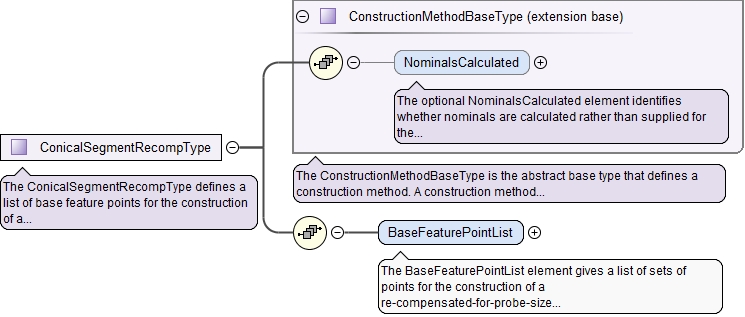 ConstructionMethodBaseType (extension base)
NominalsCalculated
The optional NominalsCalculated element identifies
whether nominals are calculated rather than supplied for
the...
ConicalSegmentRecompType
The ConicalSegmentRecompType defines a
list of base feature points for the construction
of a...
The ConstructionMethodBaseType is the abstract base type that defines a
construction method. A construction method...
BaseFeaturePointList
The BaseFeaturePointList element gives a list of sets of
points for the construction of a
re-compensated-for-probe-size...